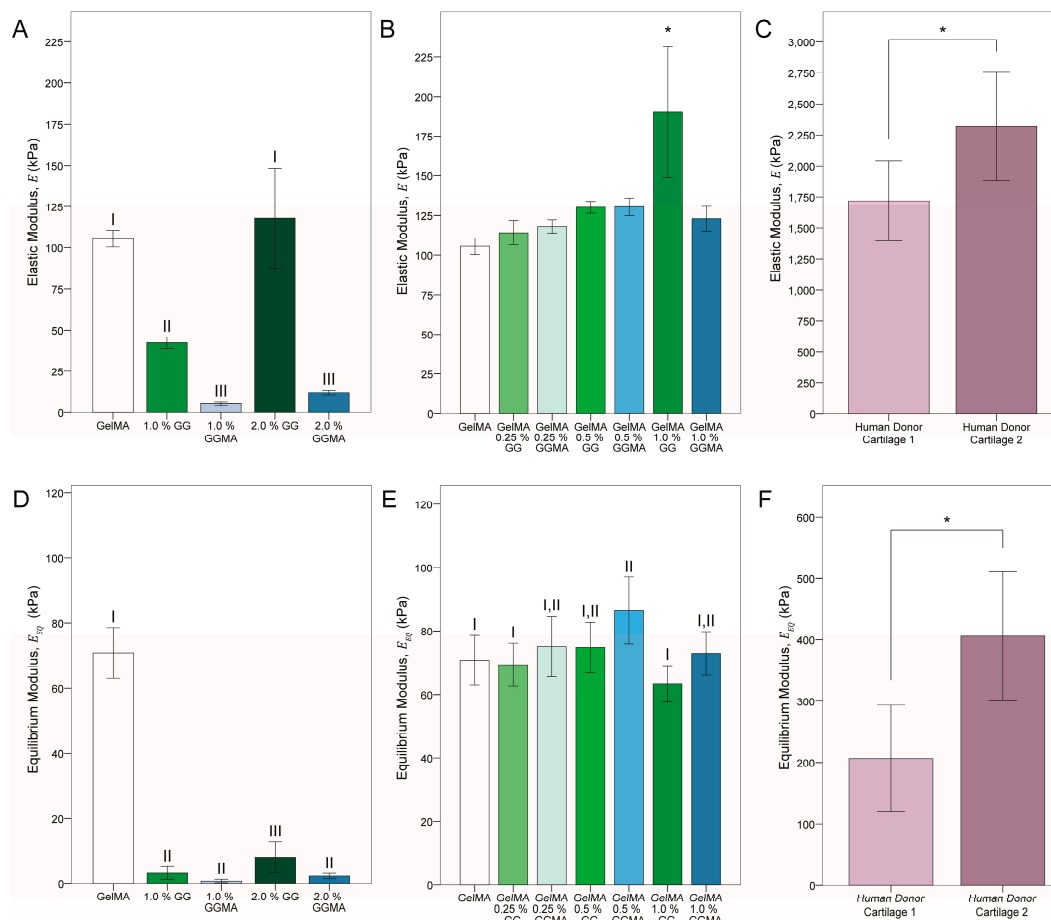 A
Elastic Modulus, E (kPa)
225
200
175
150
125
100
75
50
25
0
I
II
III
I
III
GelMA
1.0 % GG
1.0 %
GGMA
2.0 % GG
2.0 %
GGMA
B
Elastic Modulus, E (kPa)
225
200
175
150
125
100
75
50
25
0
*
GelMA
GelMA
0.25 %
GG
GelMA
0.25 %
GGMA
GelMA
0.5 %
GG
GelMA
0.5 %
GGMA
GelMA
1.0 %
GG
GelMA
1.0 %
GGMA
C
Elastic Modulus, E (kPa)
3,000
2,750
2,500
2,250
2,000
1,750
1,500
1,250
1,000
750
500
250
0
*
Human Donor
Cartilage 1
Human Donor
Cartilage 2
D
Equilibrium Modulus, EEQ (kPa)
120
100
80
60
40
20
0
I
II
II
III
II
GelMA
1.0 % GG
1.0 %
GGMA
2.0 % GG
2.0 %
GGMA
E
Equilibrium Modulus, EEQ (kPa)
120
100
80
60
40
20
0
I
I
I,II
I,II
II
I
I,II
GelMA
GelMA
0.25 %
GG
GelMA
0.25 %
GGMA
GelMA
0.5 %
GG
GelMA
0.5 %
GGMA
GelMA
1.0 %
GG
GelMA
1.0 %
GGMA
F
Equilibrium Modulus, EEQ (kPa)
600
500
400
300
200
100
0
*
Human Donor
Cartilage 1
Human Donor
Cartilage 2